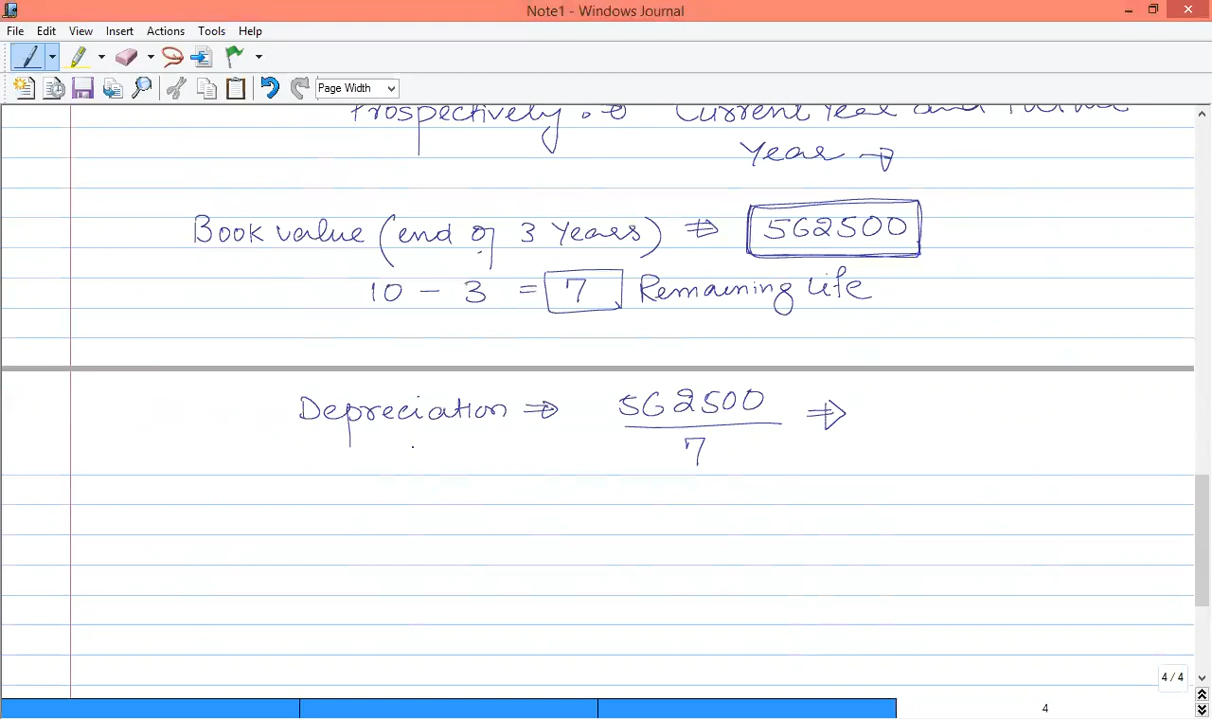 Note1 - Windows Journal
File Edit View Insert Actions Tools Help
Page Width
Prospectively. Current Year and
Year →
Book value (end of 3 Years) ⇒ 562500
10 - 3 = 7 Remaining Life
Depreciation ⇒ 562500 ⇒
7
4 / 4
4